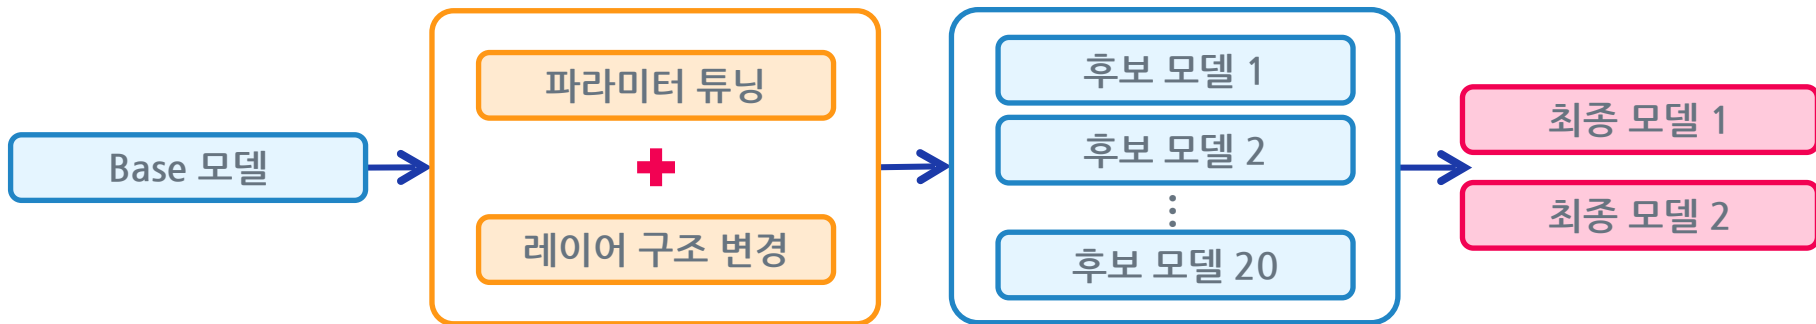 Base 모델
파라미터 튜닝
레이어 구조 변경
후보 모델 1
후보 모델 2
후보 모델 20
최종 모델 1
최종 모델 2